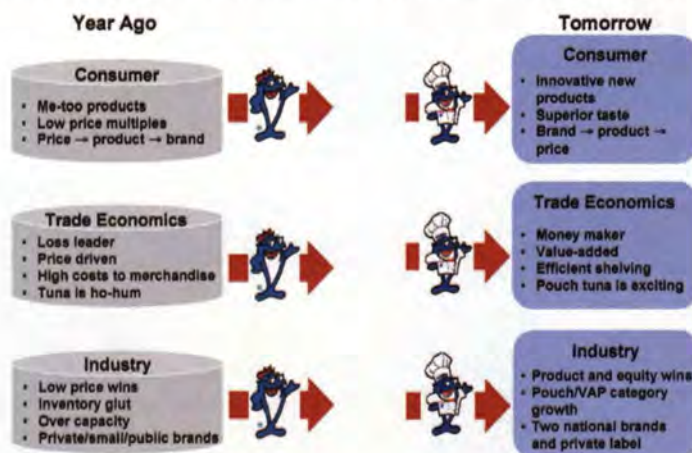 Year Ago
Tomorrow
Consumer
• Me-too products
• Low price multiples
• Price → product → brand
Consumer
• Innovative new
products
• Superior taste
• Brand → product →
price
Trade Economics
• Loss leader
• Price driven
• High costs to merchandise
• Tuna is ho-hum
Trade Economics
• Money maker
• Value-added
• Efficient shelving
• Pouch tuna is exciting
Industry
• Low price wins
• Inventory glut
• Over capacity
• Private/small/public brands
Industry
• Product and equity wins
• Pouch/VAP category
growth
• Two national brands
and private label